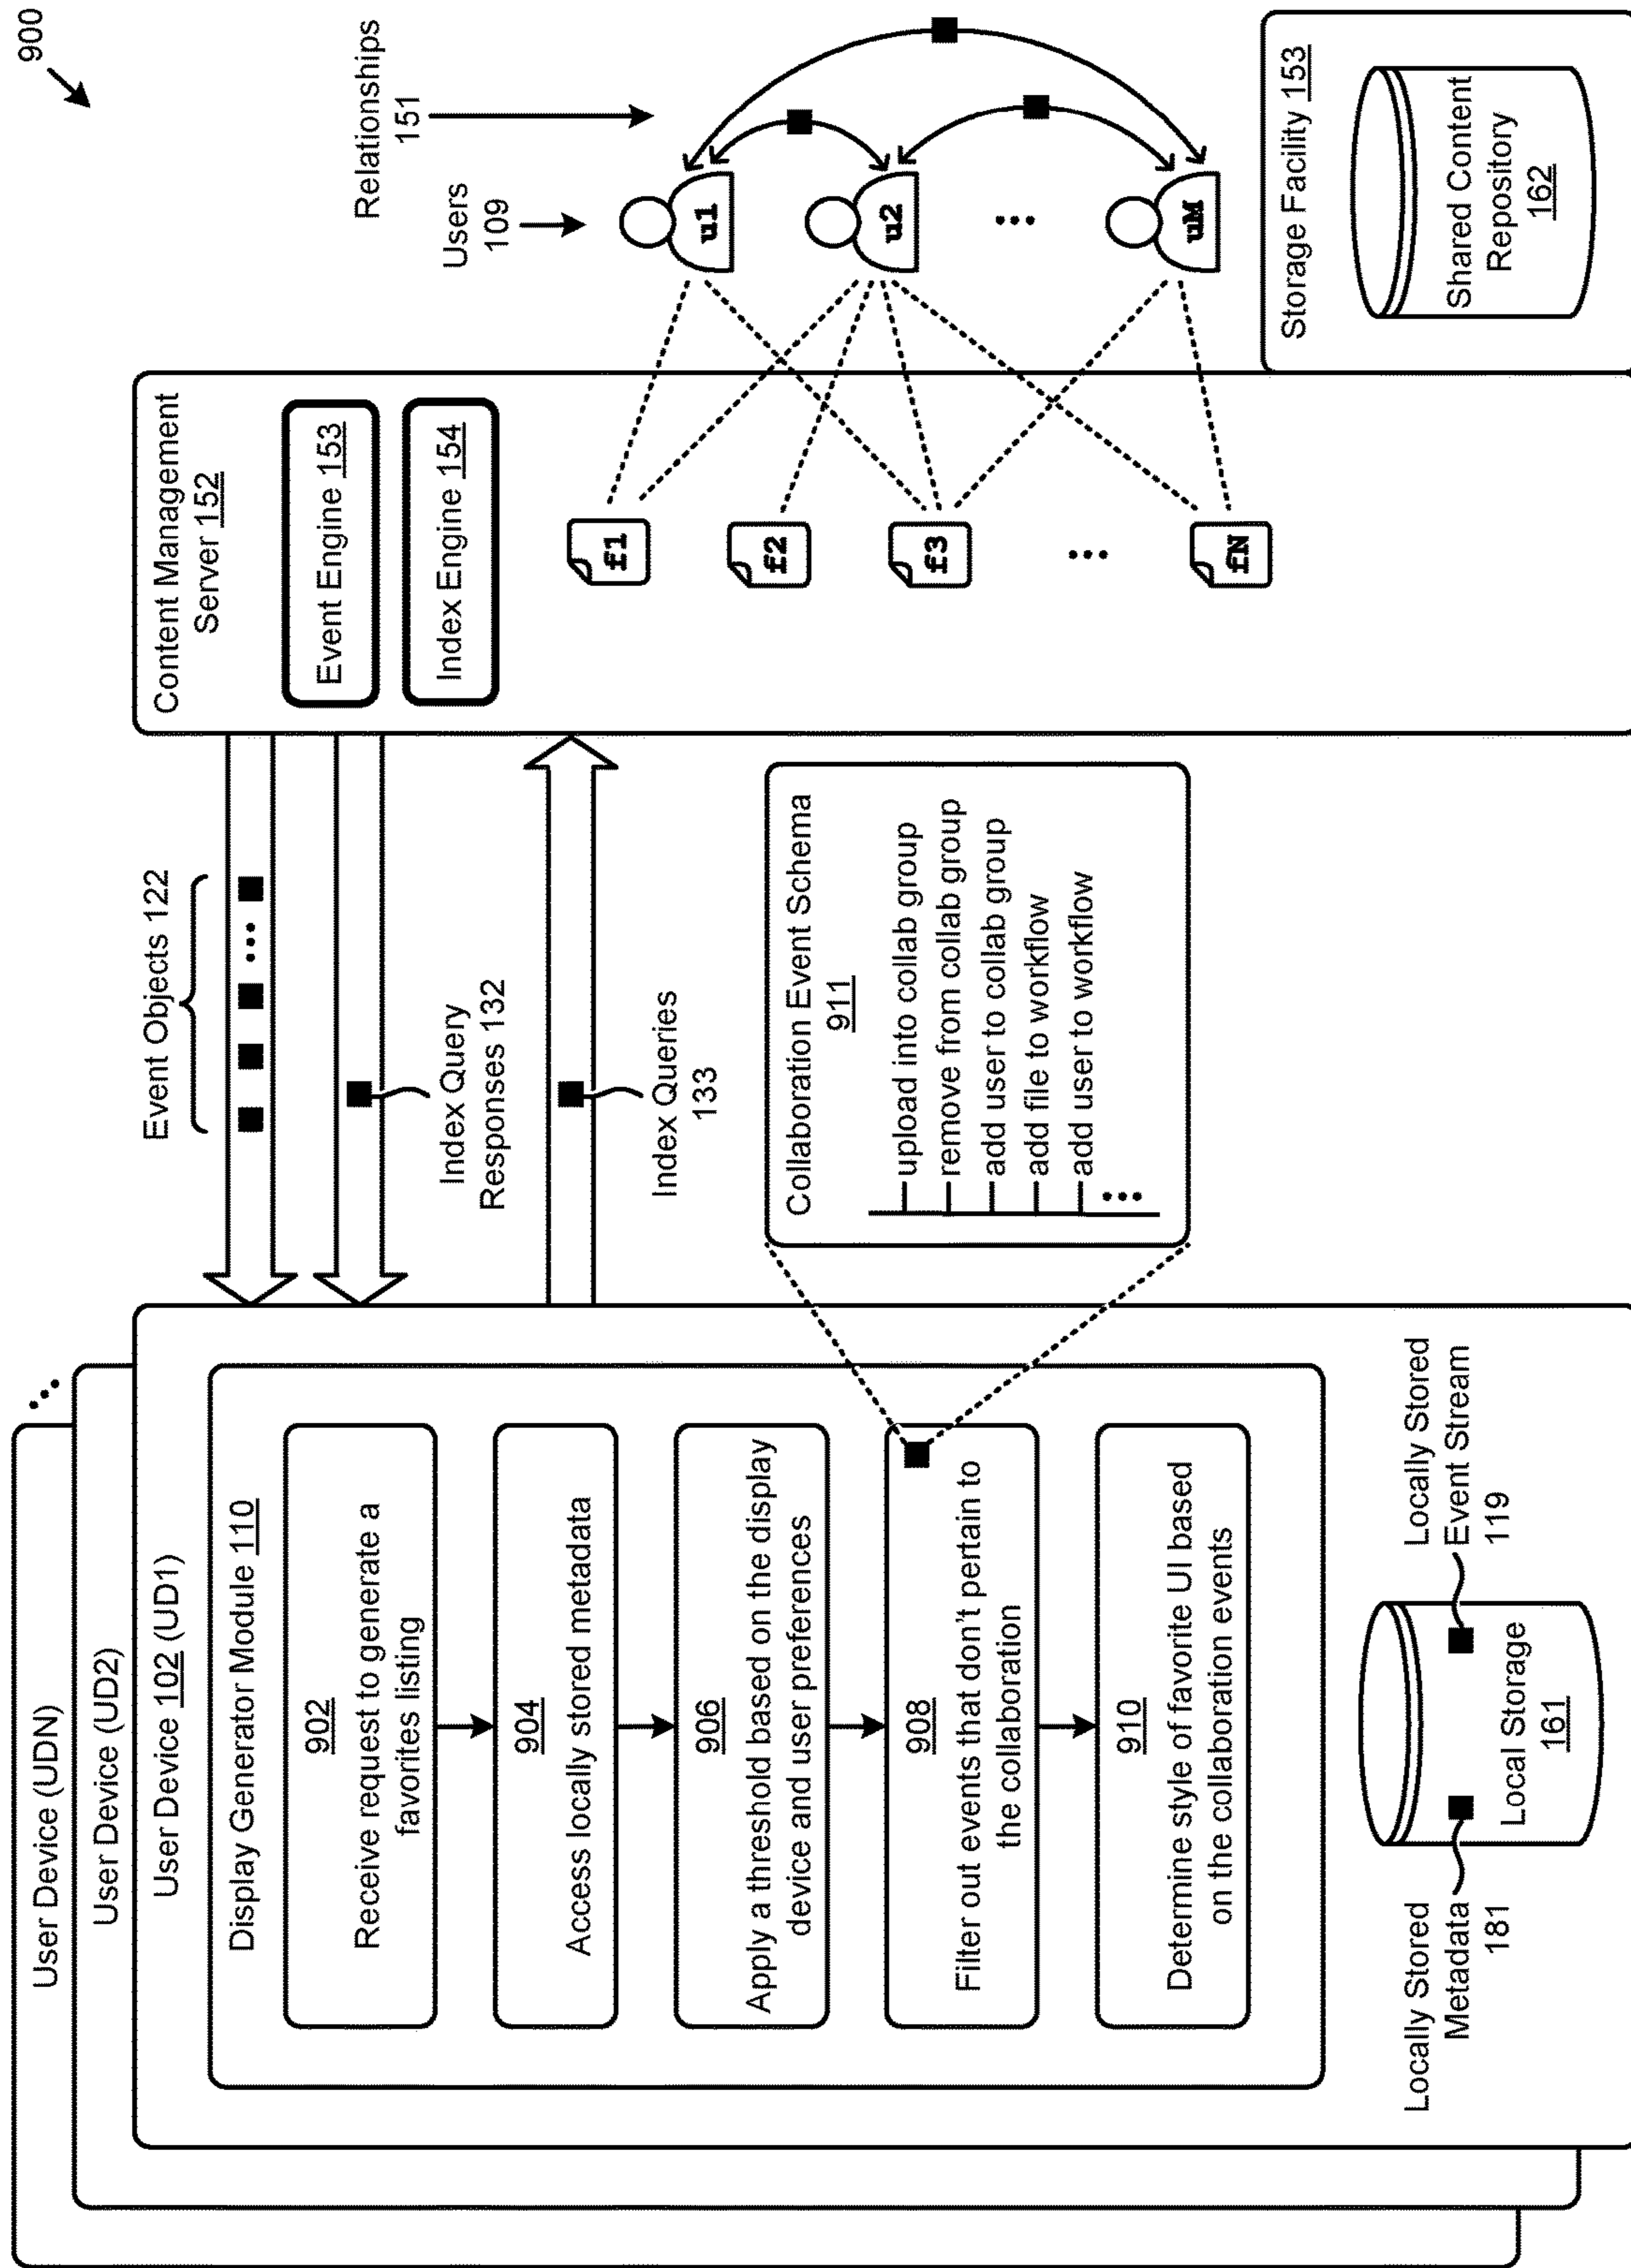 900
User Device (UDN)
User Device (UD2)
User Device 102 (UD1)
Display Generator Module 110
902
Receive request to generate a
favorites listing
904
Access locally stored metadata
906
Apply a threshold based on the display
device and user preferences
908
Filter out events that don't pertain to
the collaboration
910
Determine style of favorite UI based
on the collaboration events
Locally Stored
Metadata
181
Local Storage
161
Locally Stored
Event Stream
119
Event Objects 122
Index Query
Responses 132
Index Queries
133
Collaboration Event Schema
911
upload into collab group
remove from collab group
add user to collab group
add file to workflow
add user to workflow
Content Management
Server 152
Event Engine 153
Index Engine 154
f1
f2
f3
fN
Relationships
151
Users
109
u1
u2
uM
Storage Facility 153
Shared Content
Repository
162